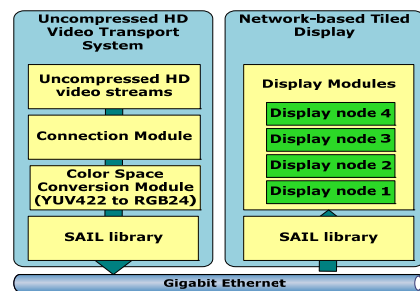 Uncompressed HD
Video Transport
System
Uncompressed HD
video streams
Connection Module
Color Space
Conversion Module
(YUV422 to RGB24)
SAIL library
Network-based Tiled
Display
Display Modules
Display node 4
Display node 3
Display node 2
Display node 1
SAIL library
Gigabit Ethernet